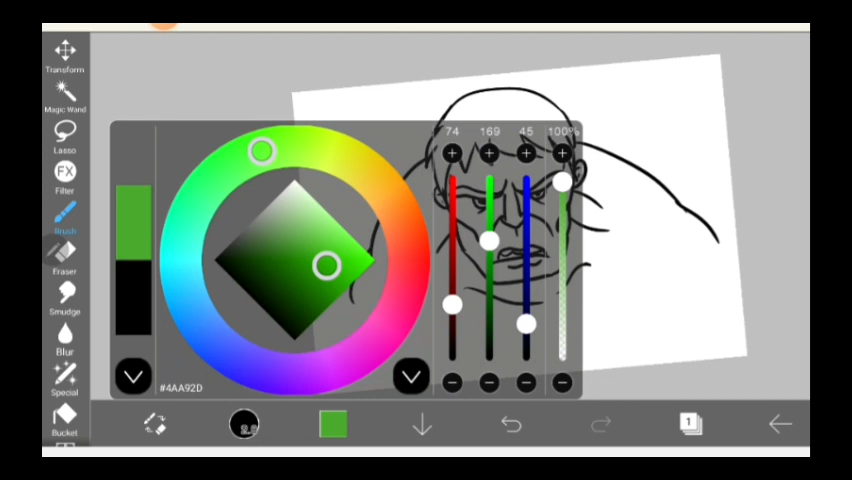 Transform
Magic Wand
Lasso
FX
Filter
Brush
Eraser
Smudge
Blur
Special
Bucket
74 169 45 100%
#4AA92D
1